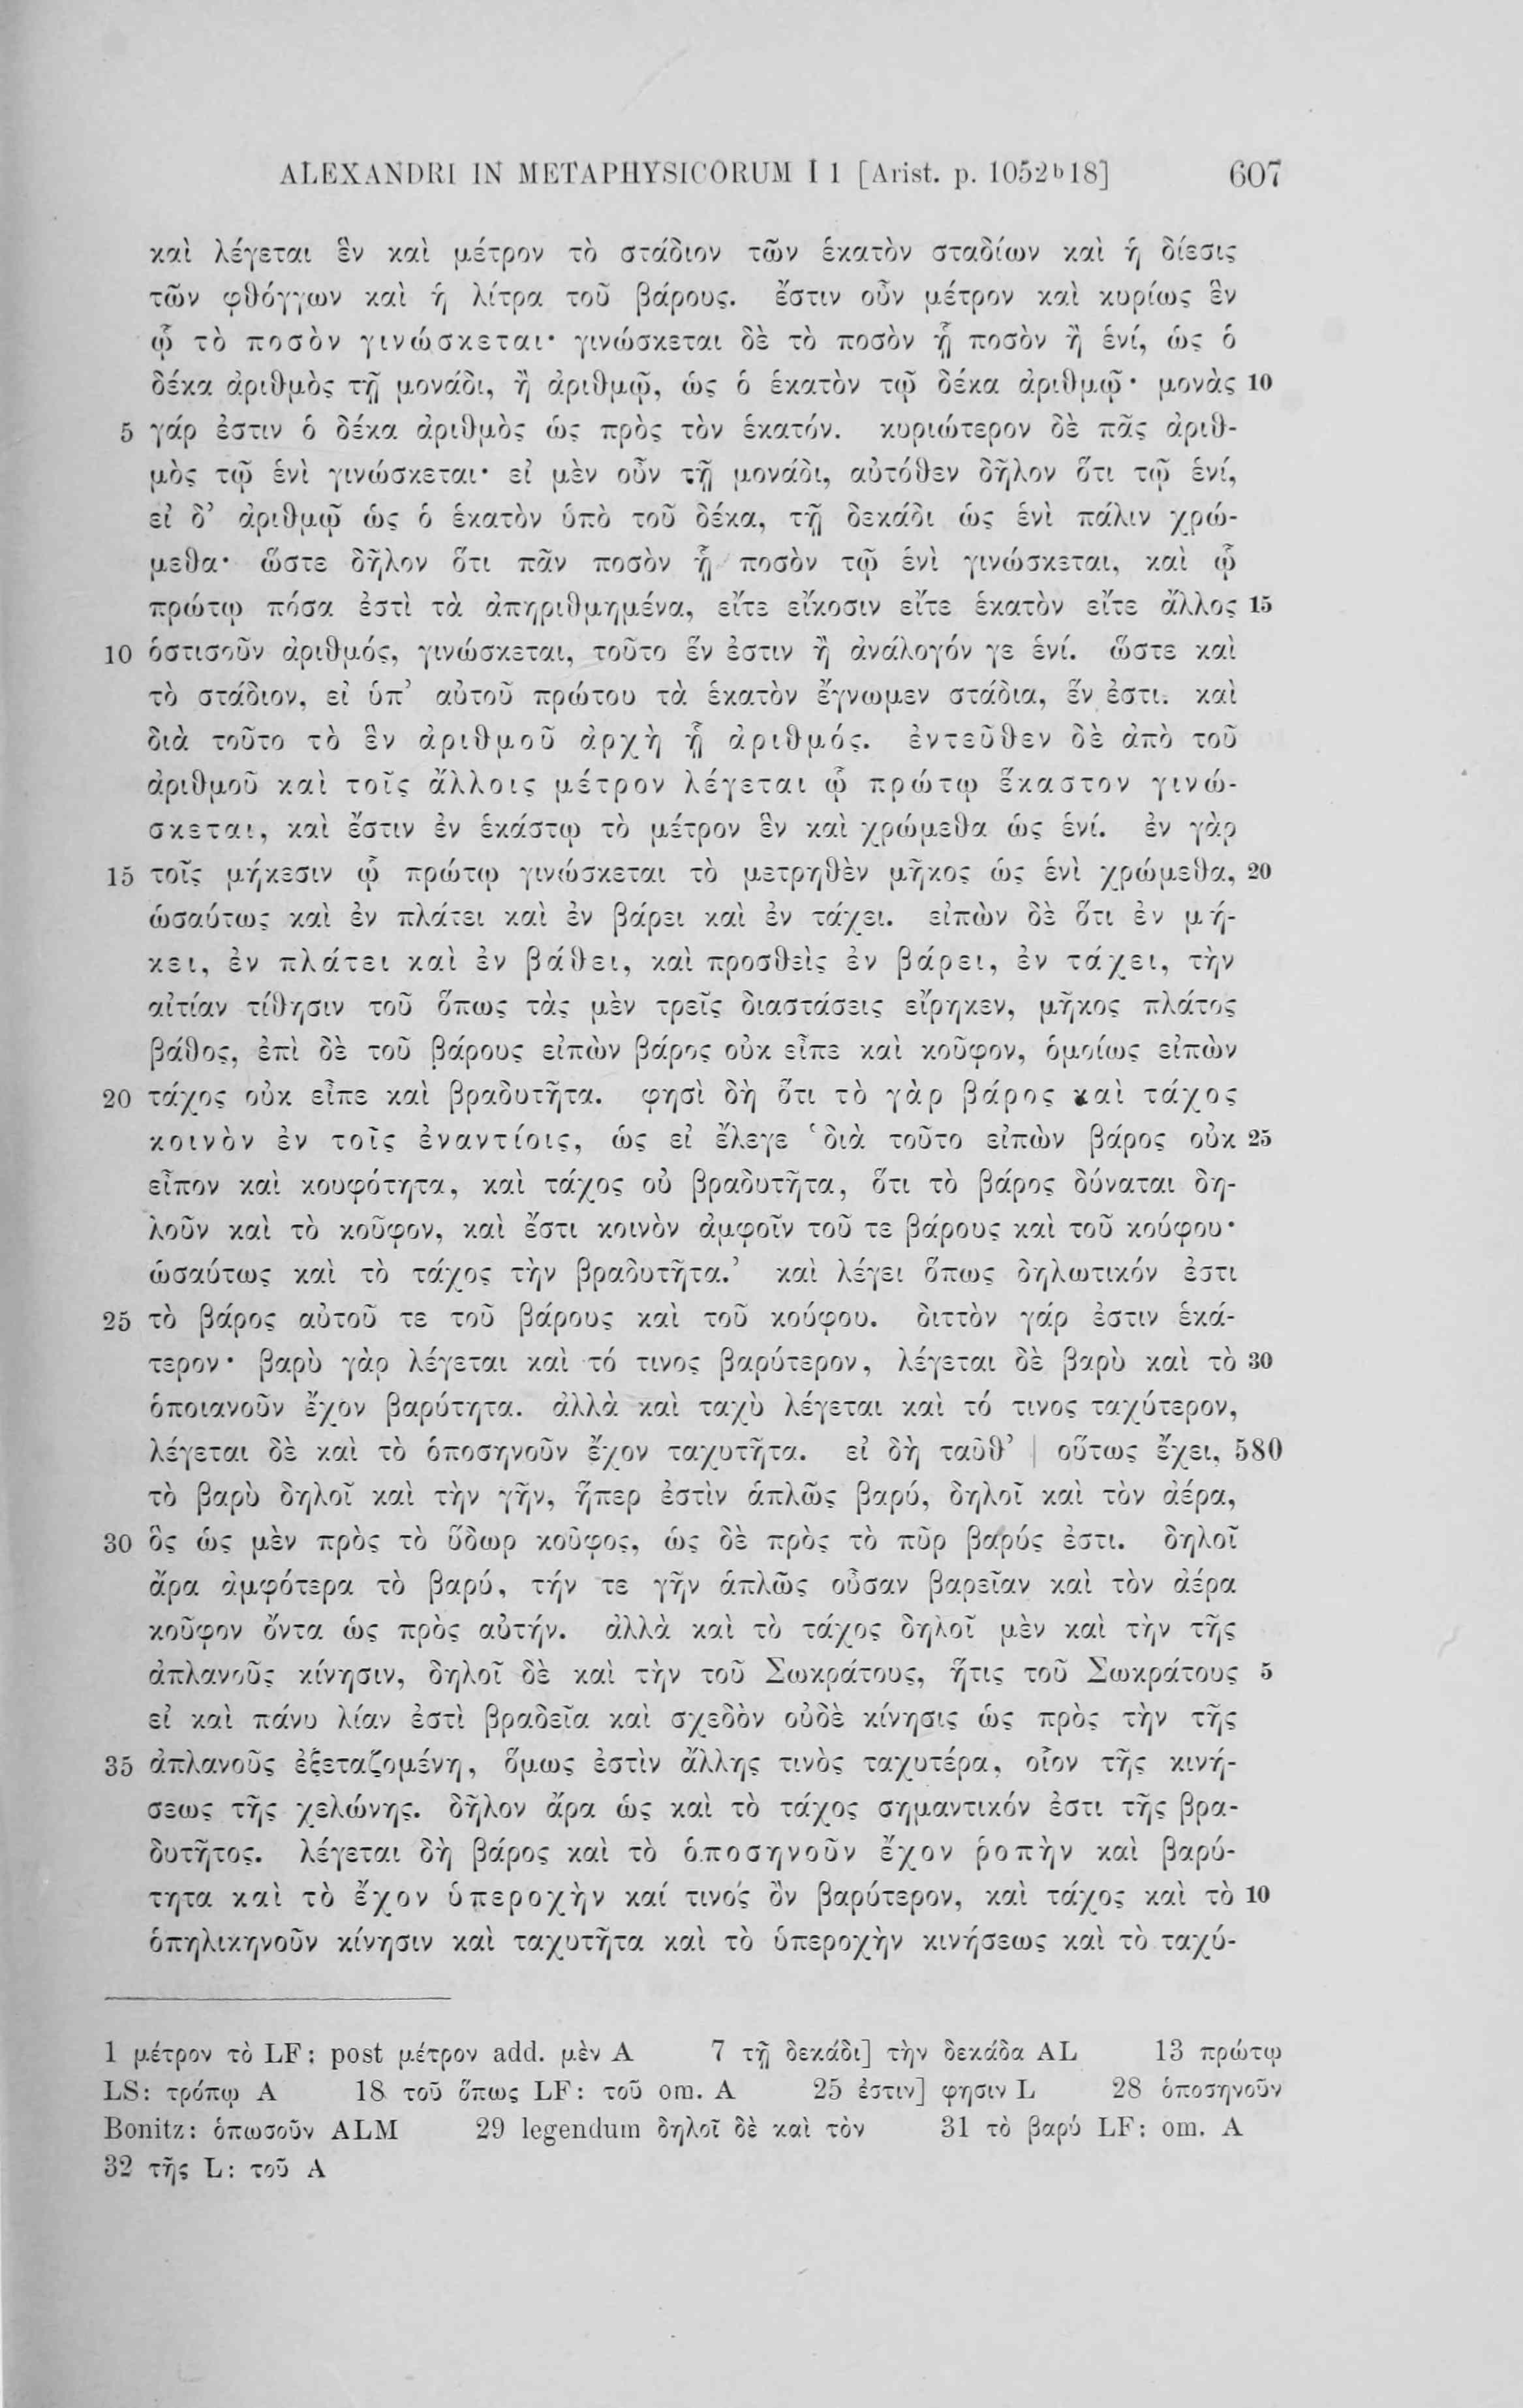 ALEXANDRI IN METAPHYSICORUM I 1 [Arist. p. 1052ᵇ18] 607
καὶ λέγεται ἓν καὶ μέτρον τὸ στάδιον τῶν ἑκατὸν σταδίων καὶ ἡ δίεσις
τῶν φθόγγων καὶ ἡ λίτρα τοῦ βάρους. ἔστιν οὖν μέτρον καὶ κυρίως ἓν
ᾧ τὸ ποσὸν γινώσκεται· γινώσκεται δὲ τὸ ποσὸν ᾗ ποσὸν ἢ ἑνί, ὡς ὁ
δέκα ἀριθμὸς τῇ μονάδι, ἢ ἀριθμῷ, ὡς ὁ ἑκατὸν τῷ δέκα ἀριθμῷ· μονὰς 10
5 γάρ ἐστιν ὁ δέκα ἀριθμὸς ὡς πρὸς τὸν ἑκατόν. κυριώτερον δὲ πᾶς ἀριθ-
μὸς τῷ ἑνὶ γινώσκεται· εἰ μὲν οὖν τῇ μονάδι, αὐτόθεν δῆλον ὅτι τῷ ἑνί,
εἰ δ’ ἀριθμῷ ὡς ὁ ἑκατὸν ὑπὸ τοῦ δέκα, τῇ δεκάδι ὡς ἑνὶ πάλιν χρώ-
μεθα· ὥστε δῆλον ὅτι πᾶν ποσὸν ᾗ ποσὸν τῷ ἑνὶ γινώσκεται, καὶ ᾧ
πρώτῳ πόσα ἐστὶ τὰ ἀπηριθμημένα, εἴτε εἴκοσιν εἴτε ἑκατὸν εἴτε ἄλλος 15
10 ὁστισοῦν ἀριθμός, γινώσκεται, τοῦτο ἕν ἐστιν ἢ ἀνάλογόν γε ἑνί. ὥστε καὶ
τὸ στάδιον, εἰ ὑπ’ αὐτοῦ πρώτου τὰ ἑκατὸν ἔγνωμεν στάδια, ἕν ἐστι. καὶ
διὰ τοῦτο τὸ ἓν ἀριθμοῦ ἀρχὴ ᾗ ἀριθμός. ἐντεῦθεν δὲ ἀπὸ τοῦ
ἀριθμοῦ καὶ τοῖς ἄλλοις μέτρον λέγεται ᾧ πρώτῳ ἕκαστον γινώ-
σκεται, καὶ ἔστιν ἐν ἑκάστῳ τὸ μέτρον ἓν καὶ χρώμεθα ὡς ἑνί. ἐν γὰρ
15 τοῖς μήκεσιν ᾧ πρώτῳ γινώσκεται τὸ μετρηθὲν μῆκος ὡς ἑνὶ χρώμεθα, 20
ὡσαύτως καὶ ἐν πλάτει καὶ ἐν βάρει καὶ ἐν τάχει. εἰπὼν δὲ ὅτι ἐν μή-
κει, ἐν πλάτει καὶ ἐν βάθει, καὶ προσθεὶς ἐν βάρει, ἐν τάχει, τὴν
αἰτίαν τίθησιν τοῦ ὅπως τὰς μὲν τρεῖς διαστάσεις εἴρηκεν, μῆκος πλάτος
βάθος, ἐπὶ δὲ τοῦ βάρους εἰπὼν βάρος οὐκ εἶπε καὶ κοῦφον, ὁμοίως εἰπὼν
20 τάχος οὐκ εἶπε καὶ βραδυτῆτα. φησὶ δὴ ὅτι τὸ γὰρ βάρος καὶ τάχος
κοινὸν ἐν τοῖς ἐναντίοις, ὡς εἰ ἔλεγε ‘διὰ τοῦτο εἰπὼν βάρος οὐκ 25
εἶπον καὶ κουφότητα, καὶ τάχος οὐ βραδυτῆτα, ὅτι τὸ βάρος δύναται δη-
λοῦν καὶ τὸ κοῦφον, καὶ ἔστι κοινὸν ἀμφοῖν τοῦ τε βάρους καὶ τοῦ κούφου·
ὡσαύτως καὶ τὸ τάχος τὴν βραδυτῆτα.’ καὶ λέγει ὅπως δηλωτικόν ἐστι
25 τὸ βάρος αὐτοῦ τε τοῦ βάρους καὶ τοῦ κούφου. διττὸν γάρ ἐστιν ἑκά-
τερον· βαρὺ γὰρ λέγεται καὶ τό τινος βαρύτερον, λέγεται δὲ βαρὺ καὶ τὸ 30
ὁποιανοῦν ἔχον βαρύτητα. ἀλλὰ καὶ ταχὺ λέγεται καὶ τό τινος ταχύτερον,
λέγεται δὲ καὶ τὸ ὁποσηνοῦν ἔχον ταχυτῆτα. εἰ δὴ ταῦθ’ | οὕτως ἔχει, 580
τὸ βαρὺ δηλοῖ καὶ τὴν γῆν, ἥπερ ἐστὶν ἁπλῶς βαρύ, δηλοῖ καὶ τὸν ἀέρα,
30 ὃς ὡς μὲν πρὸς τὸ ὕδωρ κοῦφος, ὡς δὲ πρὸς τὸ πῦρ βαρύς ἐστι. δηλοῖ
ἄρα ἀμφότερα τὸ βαρύ, τήν τε γῆν ἁπλῶς οὖσαν βαρεῖαν καὶ τὸν ἀέρα
κοῦφον ὄντα ὡς πρὸς αὐτήν. ἀλλὰ καὶ τὸ τάχος δηλοῖ μὲν καὶ τὴν τῆς
ἀπλανοῦς κίνησιν, δηλοῖ δὲ καὶ τὴν τοῦ Σωκράτους, ἥτις τοῦ Σωκράτους 5
εἰ καὶ πάνυ λίαν ἐστὶ βραδεῖα καὶ σχεδὸν οὐδὲ κίνησις ὡς πρὸς τὴν τῆς
35 ἀπλανοῦς ἐξεταζομένη, ὅμως ἐστὶν ἄλλης τινὸς ταχυτέρα, οἷον τῆς κινή-
σεως τῆς χελώνης. δῆλον ἄρα ὡς καὶ τὸ τάχος σημαντικόν ἐστι τῆς βρα-
δυτῆτος. λέγεται δὴ βάρος καὶ τὸ ὁποσηνοῦν ἔχον ῥοπὴν καὶ βαρύ-
τητα καὶ τὸ ἔχον ὑπεροχὴν καί τινος ὂν βαρύτερον, καὶ τάχος καὶ τὸ 10
ὁπηλικηνοῦν κίνησιν καὶ ταχυτῆτα καὶ τὸ ὑπεροχὴν κινήσεως καὶ τὸ ταχύ-
1 μέτρον τὸ LF: post μέτρον add. μὲν A 7 τῇ δεκάδι] τὴν δεκάδα AL 13 πρώτῳ
LS: τρόπῳ A 18 τοῦ ὅπως LF: τοῦ om. A 25 ἐστιν] φησιν L 28 ὁποσηνοῦν
Bonitz: ὁπωσοῦν ALM 29 legendum δηλοῖ δὲ καὶ τὸν 31 τὸ βαρύ LF: om. A
32 τῆς L: τοῦ A